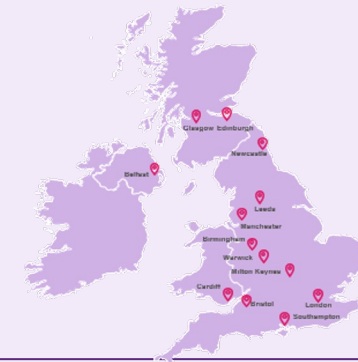 Glasgow
Edinburgh
Newcastle
Belfast
Leeds
Manchester
Birmingham
Warwick
Milton Keynes
Cardiff
Bristol
London
Southampton